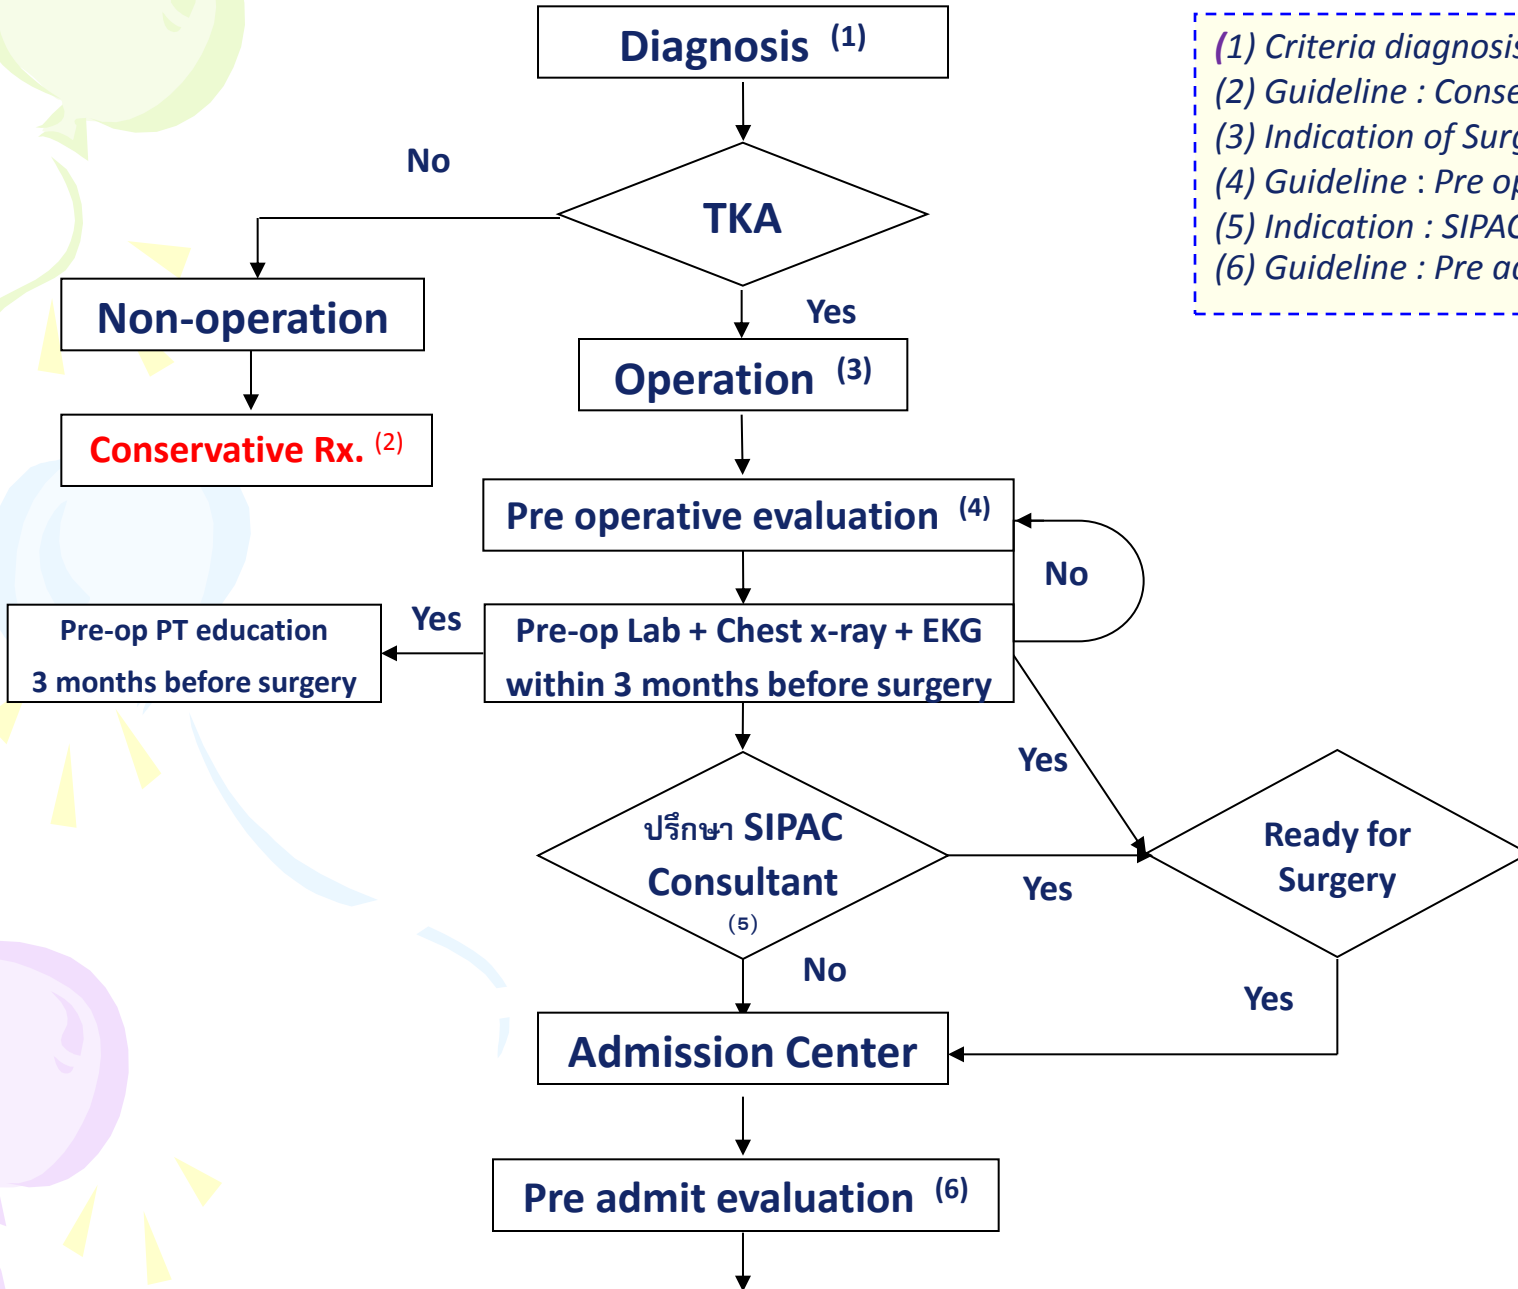 Diagnosis (1)
(1) Criteria diagnosis
(2) Guideline :
(3) Indication of
(4) Guideline : Pre
(5) Indication : SIPAC
(6) Guideline : Pre
No
TKA
Non-operation
Yes
Operation (3)
Conservative Rx. (2)
Pre operative evaluation (4)
No
Pre-op PT education
3 months before surgery
Yes
Pre-op Lab + Chest x-ray + EKG
within 3 months before surgery
Yes
ปรึกษา SIPAC
Consultant
(5)
Yes
Ready for
Surgery
No
Yes
Admission Center
Pre admit evaluation (6)